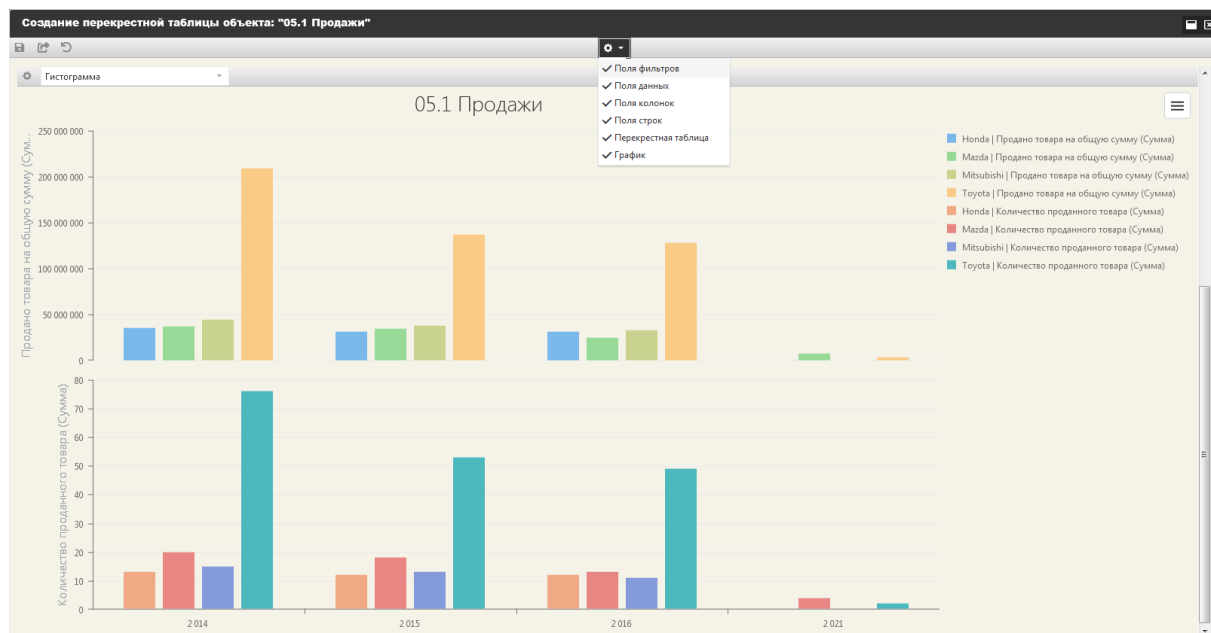 Создание перекрестной таблицы объекта: "05.1 Продажи"
Гистограмма
Поля фильтров
Поля данных
Поля колонок
Поля строк
Перекрестная таблица
График
05.1 Продажи
Продано товара на общую сумму (Сум...
250 000 000
200 000 000
150 000 000
100 000 000
50 000 000
0
Honda | Продано товара на общую сумму (Сумма)
Mazda | Продано товара на общую сумму (Сумма)
Mitsubishi | Продано товара на общую сумму (Сумма)
Toyota | Продано товара на общую сумму (Сумма)
Honda | Количество проданного товара (Сумма)
Mazda | Количество проданного товара (Сумма)
Mitsubishi | Количество проданного товара (Сумма)
Toyota | Количество проданного товара (Сумма)
Количество проданного товара (Сумма)
80
70
60
50
40
30
20
10
0
2 014
2 015
2 016
2 021